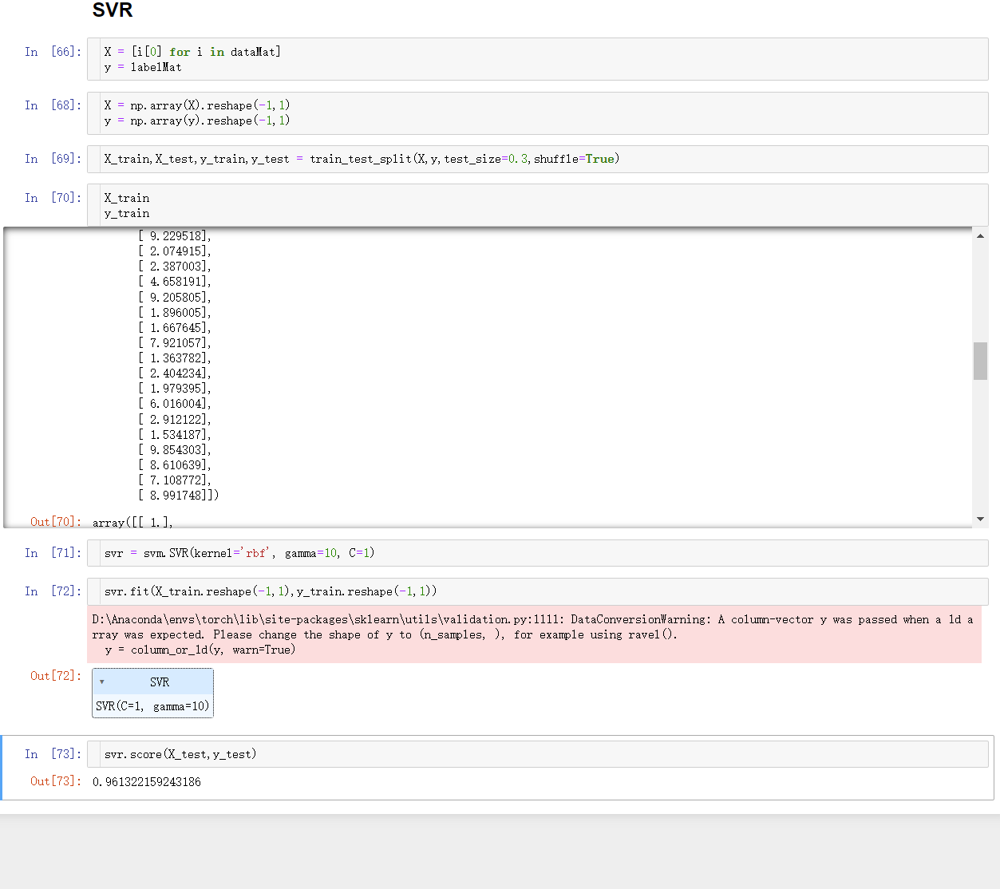 SVR
In [66]: X = [i[0] for i in dataMat]
y = labelMat
In [68]: X = np.array(X).reshape(-1,1)
y = np.array(y).reshape(-1,1)
In [69]: X_train,X_test,y_train,y_test = train_test_split(X,y,test_size=0.3,shuffle=True)
In [70]: X_train
y_train
[ 9.229518],
[ 2.074915],
[ 2.387003],
[ 4.658191],
[ 9.205805],
[ 1.896005],
[ 1.667645],
[ 7.921057],
[ 1.363782],
[ 2.404234],
[ 1.979395],
[ 6.016004],
[ 2.912122],
[ 1.534187],
[ 9.854303],
[ 8.610639],
[ 7.108772],
[ 8.991748]])
Out[70]: array([[ 1.],
In [71]: svr = svm.SVR(kernel='rbf', gamma=10, C=1)
In [72]: svr.fit(X_train.reshape(-1,1),y_train.reshape(-1,1))
D:\Anaconda\envs\torch\lib\site-packages\sklearn\utils\validation.py:1111: DataConversionWarning: A column-vector y was passed when a 1d a
rray was expected. Please change the shape of y to (n_samples, ), for example using ravel().
y = column_or_1d(y, warn=True)
Out[72]: ▾ SVR
SVR(C=1, gamma=10)
In [73]: svr.score(X_test,y_test)
Out[73]: 0.961322159243186